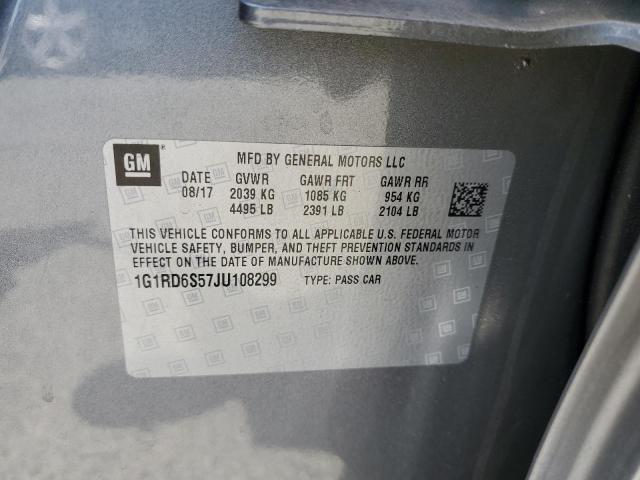 GM
MFD BY GENERAL MOTORS LLC
DATE GVWR GAWR FRT GAWR RR
08/17 2039 KG 1085 KG 954 KG
4495 LB 2391 LB 2104 LB
THIS VEHICLE CONFORMS TO ALL APPLICABLE U.S. FEDERAL MOTOR
VEHICLE SAFETY, BUMPER, AND THEFT PREVENTION STANDARDS IN
EFFECT ON THE DATE OF MANUFACTURE SHOWN ABOVE.
1G1RD6S57JU108299 TYPE: PASS CAR